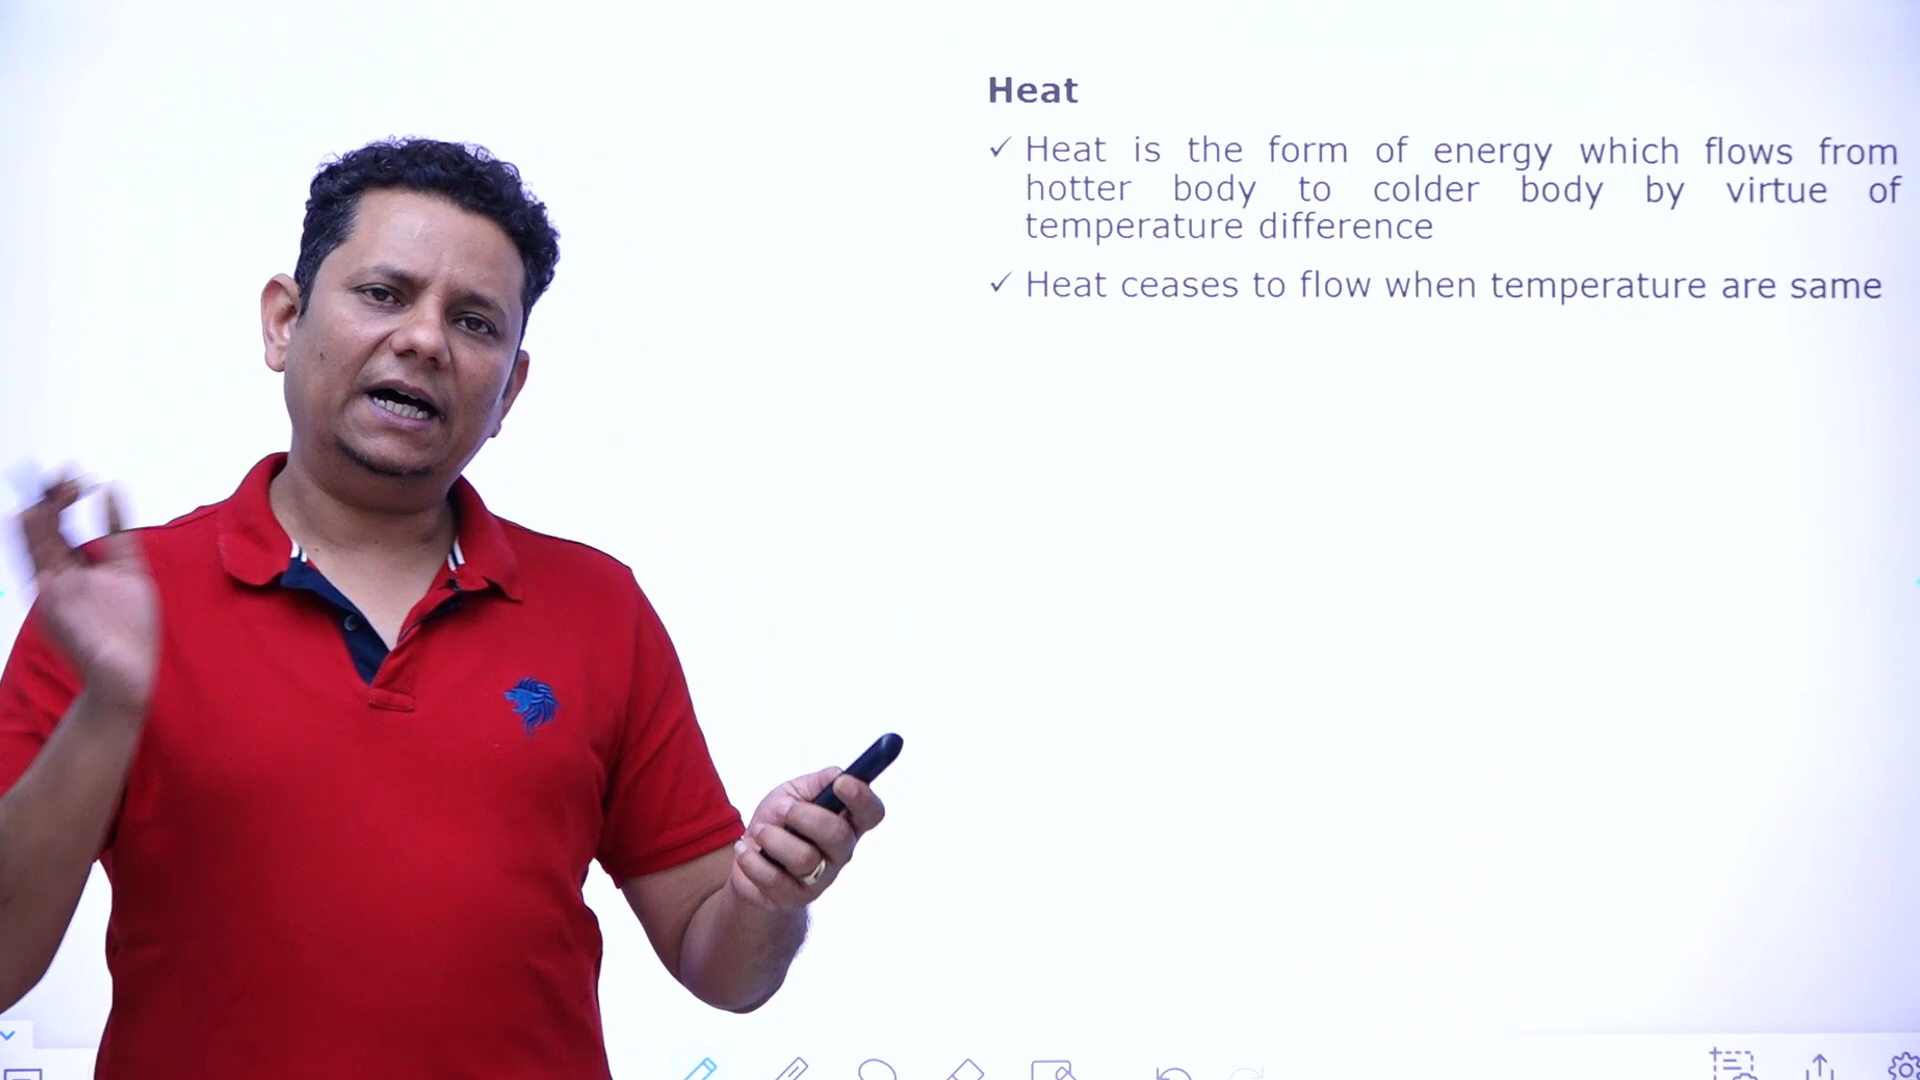 Heat
✓ Heat is the form of energy which flows from
hotter body to colder body by virtue of
temperature difference
✓ Heat ceases to flow when temperature are same